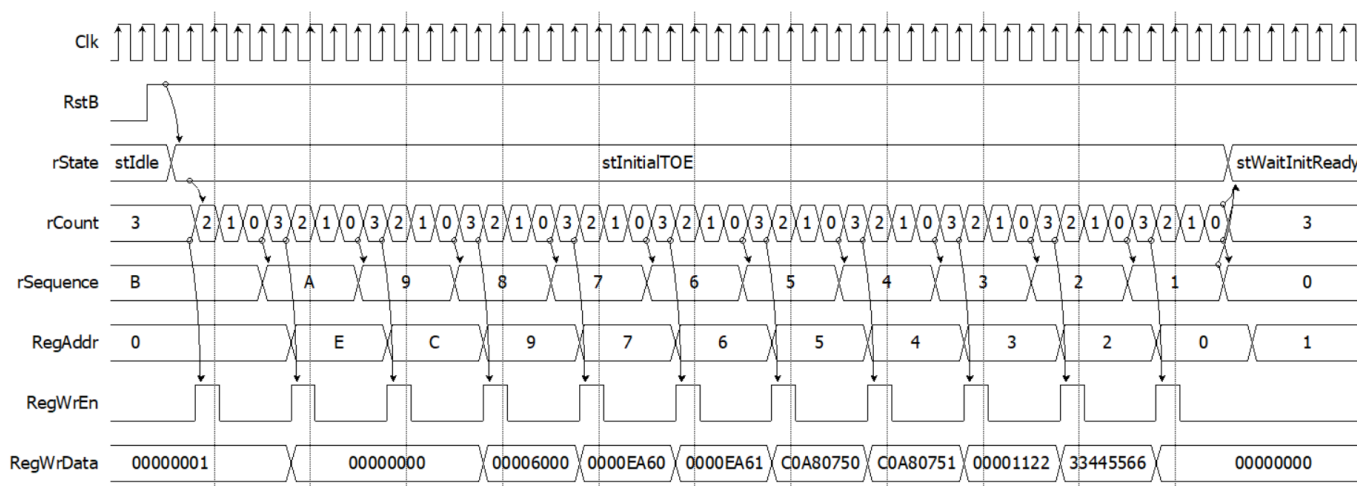 Clk
RstB
rState stIdle stInitialTOE stWaitInitReady
rCount 3 2 1 0 3 2 1 0 3 2 1 0 3 2 1 0 3 2 1 0 3 2 1 0 3 2 1 0 3 2 1 0 3 2 1 0 3 2 1 0 3 2 1 0 3
rSequence B A 9 8 7 6 5 4 3 2 1 0
RegAddr 0 E C 9 7 6 5 4 3 2 0 1
RegWrEn
RegWrData 00000001 00000000 00006000 0000EA60 0000EA61 C0A80750 C0A80751 00001122 33445566 00000000